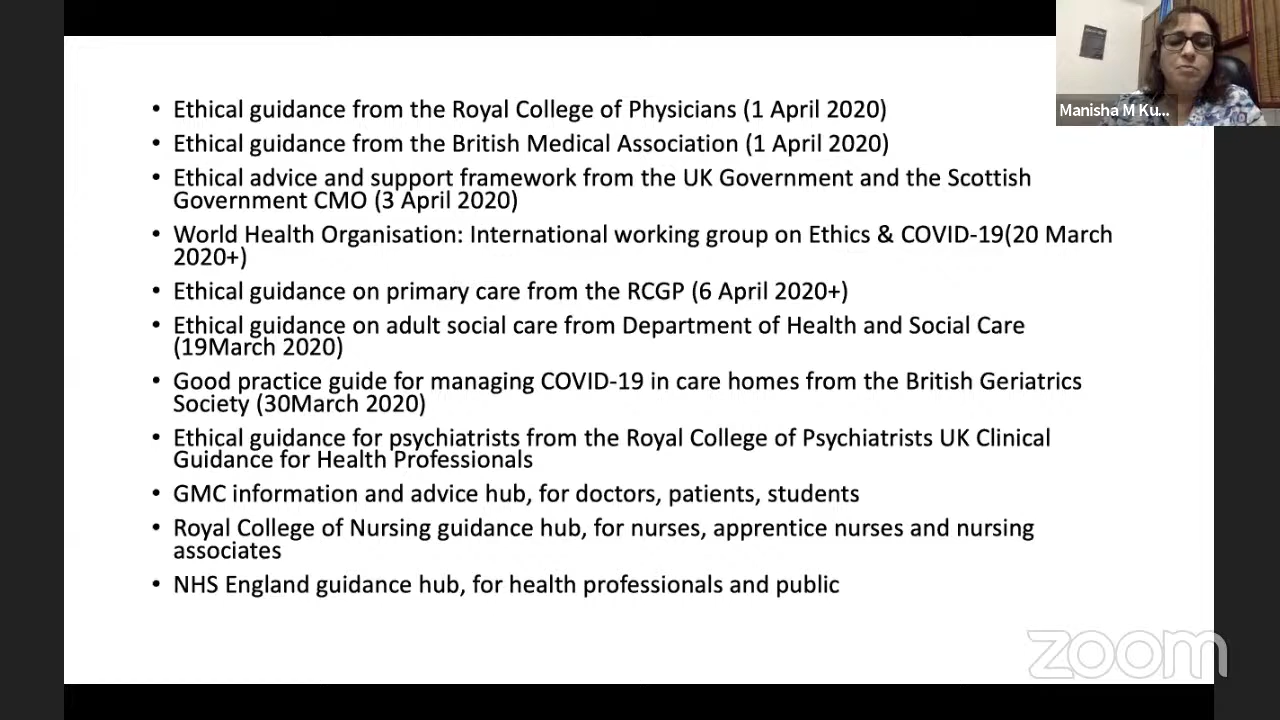 • Ethical guidance from the Royal College of Physicians (1 April 2020)
• Ethical guidance from the British Medical Association (1 April 2020)
• Ethical advice and support framework from the UK Government and the Scottish
Government CMO (3 April 2020)
• World Health Organisation: International working group on Ethics & COVID-19(20 March
2020+)
• Ethical guidance on primary care from the RCGP (6 April 2020+)
• Ethical guidance on adult social care from Department of Health and Social Care
(19March 2020)
• Good practice guide for managing COVID-19 in care homes from the British Geriatrics
Society (30March 2020)
• Ethical guidance for psychiatrists from the Royal College of Psychiatrists UK Clinical
Guidance for Health Professionals
• GMC information and advice hub, for doctors, patients, students
• Royal College of Nursing guidance hub, for nurses, apprentice nurses and nursing
associates
• NHS England guidance hub, for health professionals and public
Manisha M Ku...
zoom